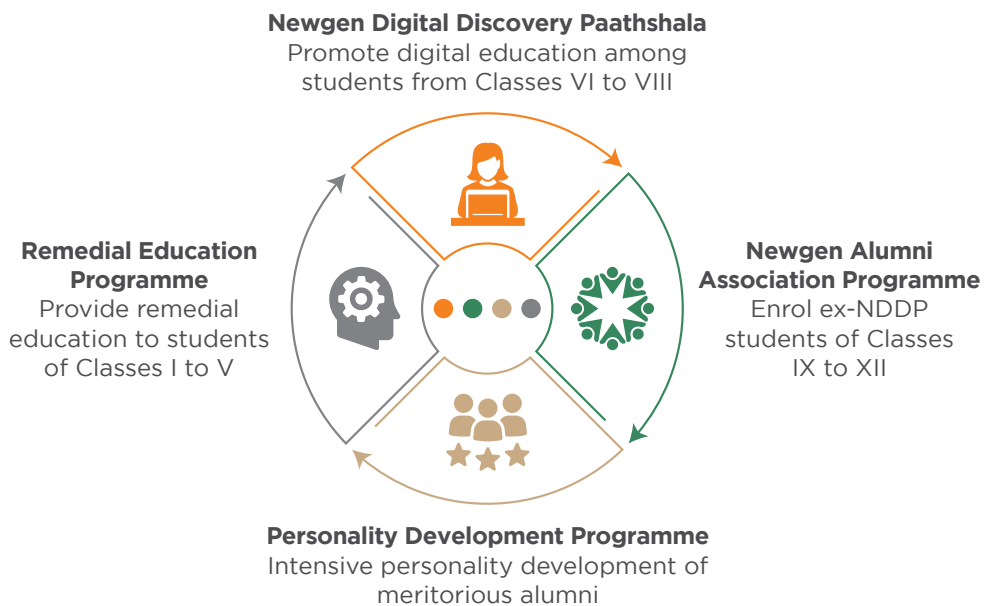 Newgen Digital Discovery Paathshala
Promote digital education among
students from Classes VI to VIII
Remedial Education
Programme
Provide remedial
education to students
of Classes I to V
Newgen Alumni
Association Programme
Enrol ex-NDDP
students of Classes
IX to XII
Personality Development Programme
Intensive personality development of
meritorious alumni